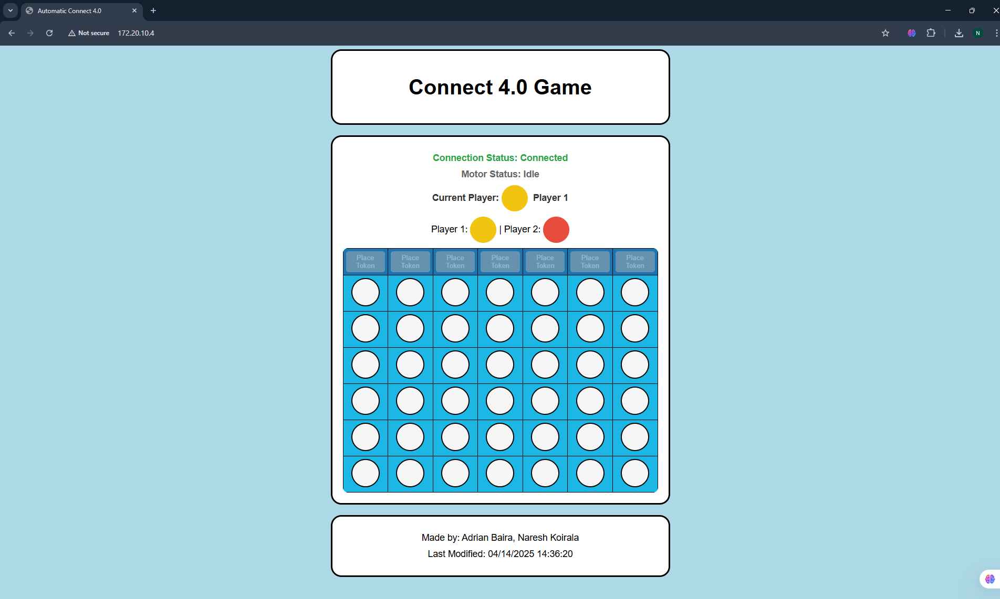 Automatic Connect 4.0
Not secure
172.20.10.4
N
Connect 4.0 Game
Connection Status: Connected
Motor Status: Idle
Current Player: Player 1
Player 1: | Player 2:
Place Token Place Token Place Token Place Token Place Token Place Token Place Token
Made by: Adrian Baira, Naresh Koirala
Last Modified: 04/14/2025 14:36:20